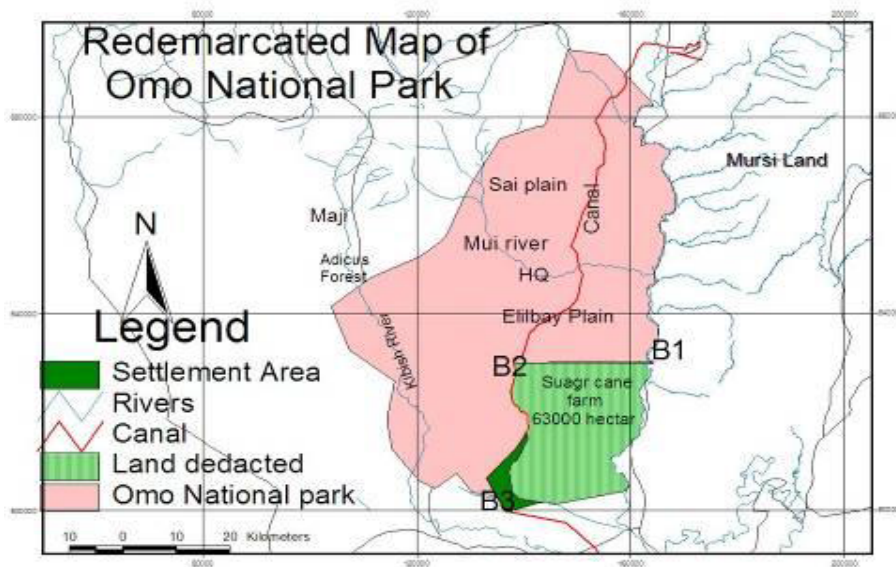 Redemarcated Map of
Omo National Park
Mursi Land
Sai plain
Canal
Maji
N
Mui river
Adicus
Forest
HQ
Elilbay Plain
Kibish River
B1
B2
Suagr cane
farm
63000 hectar
B3
Legend
Settlement Area
Rivers
Canal
Land dedacted
Omo National park
10 0 10 20 Kilometers